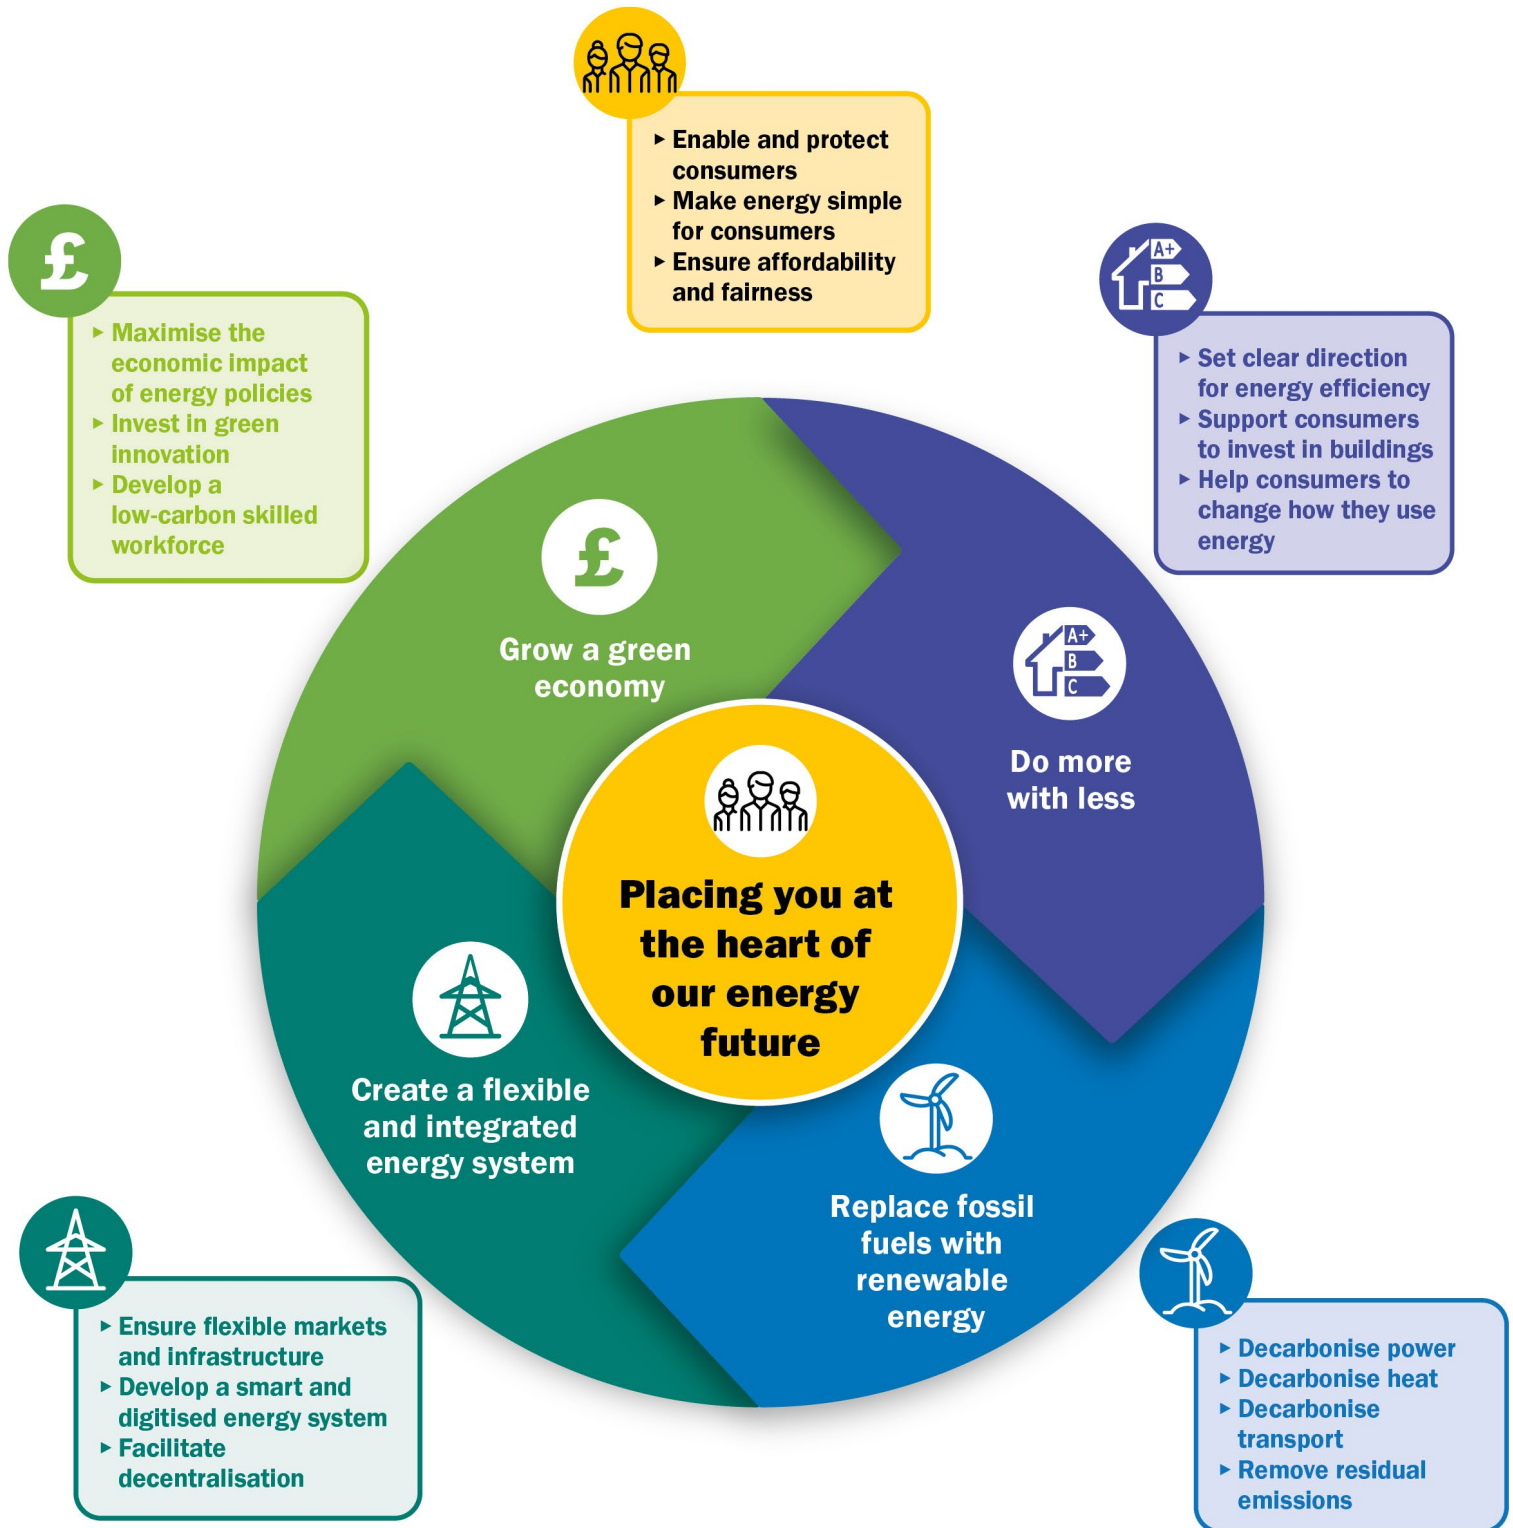 ▸ Enable and protect
consumers
▸ Make energy simple
for consumers
▸ Ensure affordability
and fairness
£
▸ Maximise the
economic impact
of energy policies
▸ Invest in green
innovation
▸ Develop a
low-carbon skilled
workforce
A+
B
C
▸ Set clear direction
for energy efficiency
▸ Support consumers
to invest in buildings
▸ Help consumers to
change how they use
energy
£
Grow a green
economy
A+
B
C
Do more
with less
Placing you at
the heart of
our energy
future
Create a flexible
and integrated
energy system
Replace fossil
fuels with
renewable
energy
▸ Ensure flexible markets
and infrastructure
▸ Develop a smart and
digitised energy system
▸ Facilitate
decentralisation
▸ Decarbonise power
▸ Decarbonise heat
▸ Decarbonise
transport
▸ Remove residual
emissions